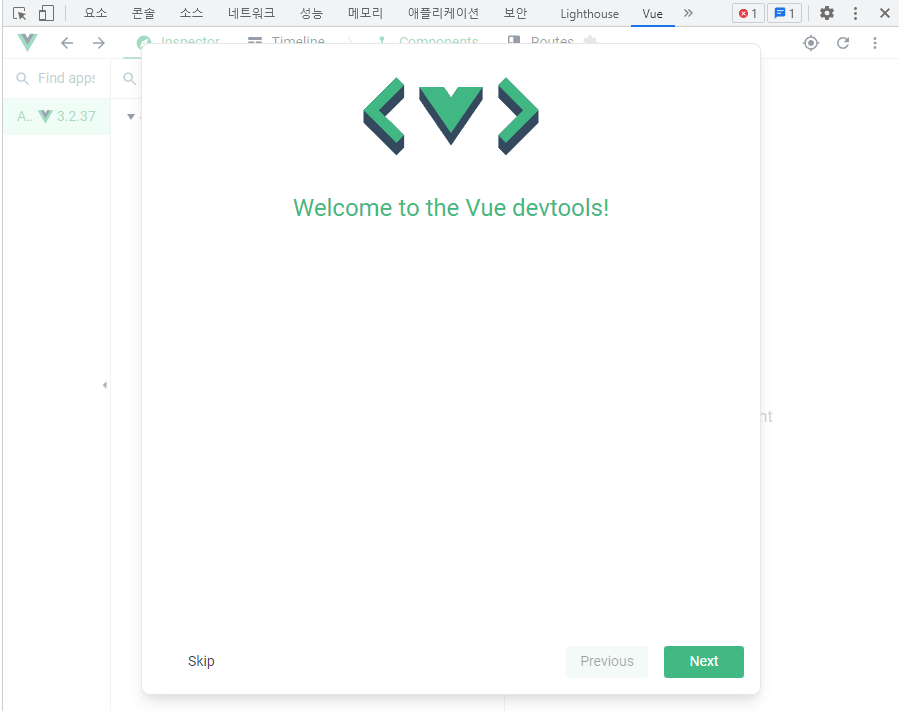 요소 콘솔 소스 네트워크 성능 메모리 애플리케이션 보안 Lighthouse Vue 1 1
Inspector Timeline Components Routes
Find apps
A.. 3.2.37
Welcome to the Vue devtools!
nt
Skip Previous Next